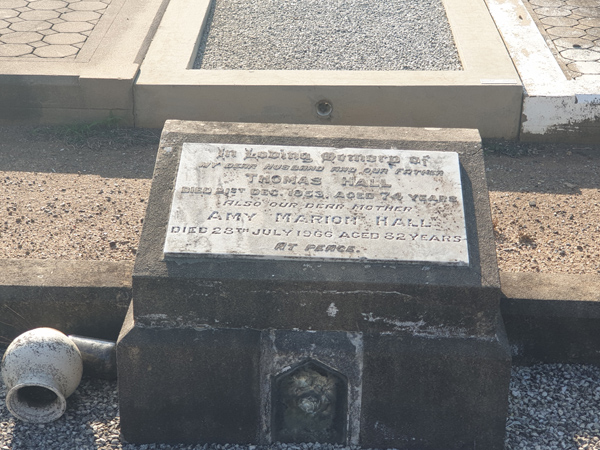 In Loving Memory of
MY DEAR HUSBAND AND OUR FATHER
THOMAS HALL
DIED 21ST DEC. 1953, AGED 74 YEARS.
ALSO OUR DEAR MOTHER
AMY MARION HALL
DIED 28TH JULY 1966 AGED 82 YEARS
AT PEACE.